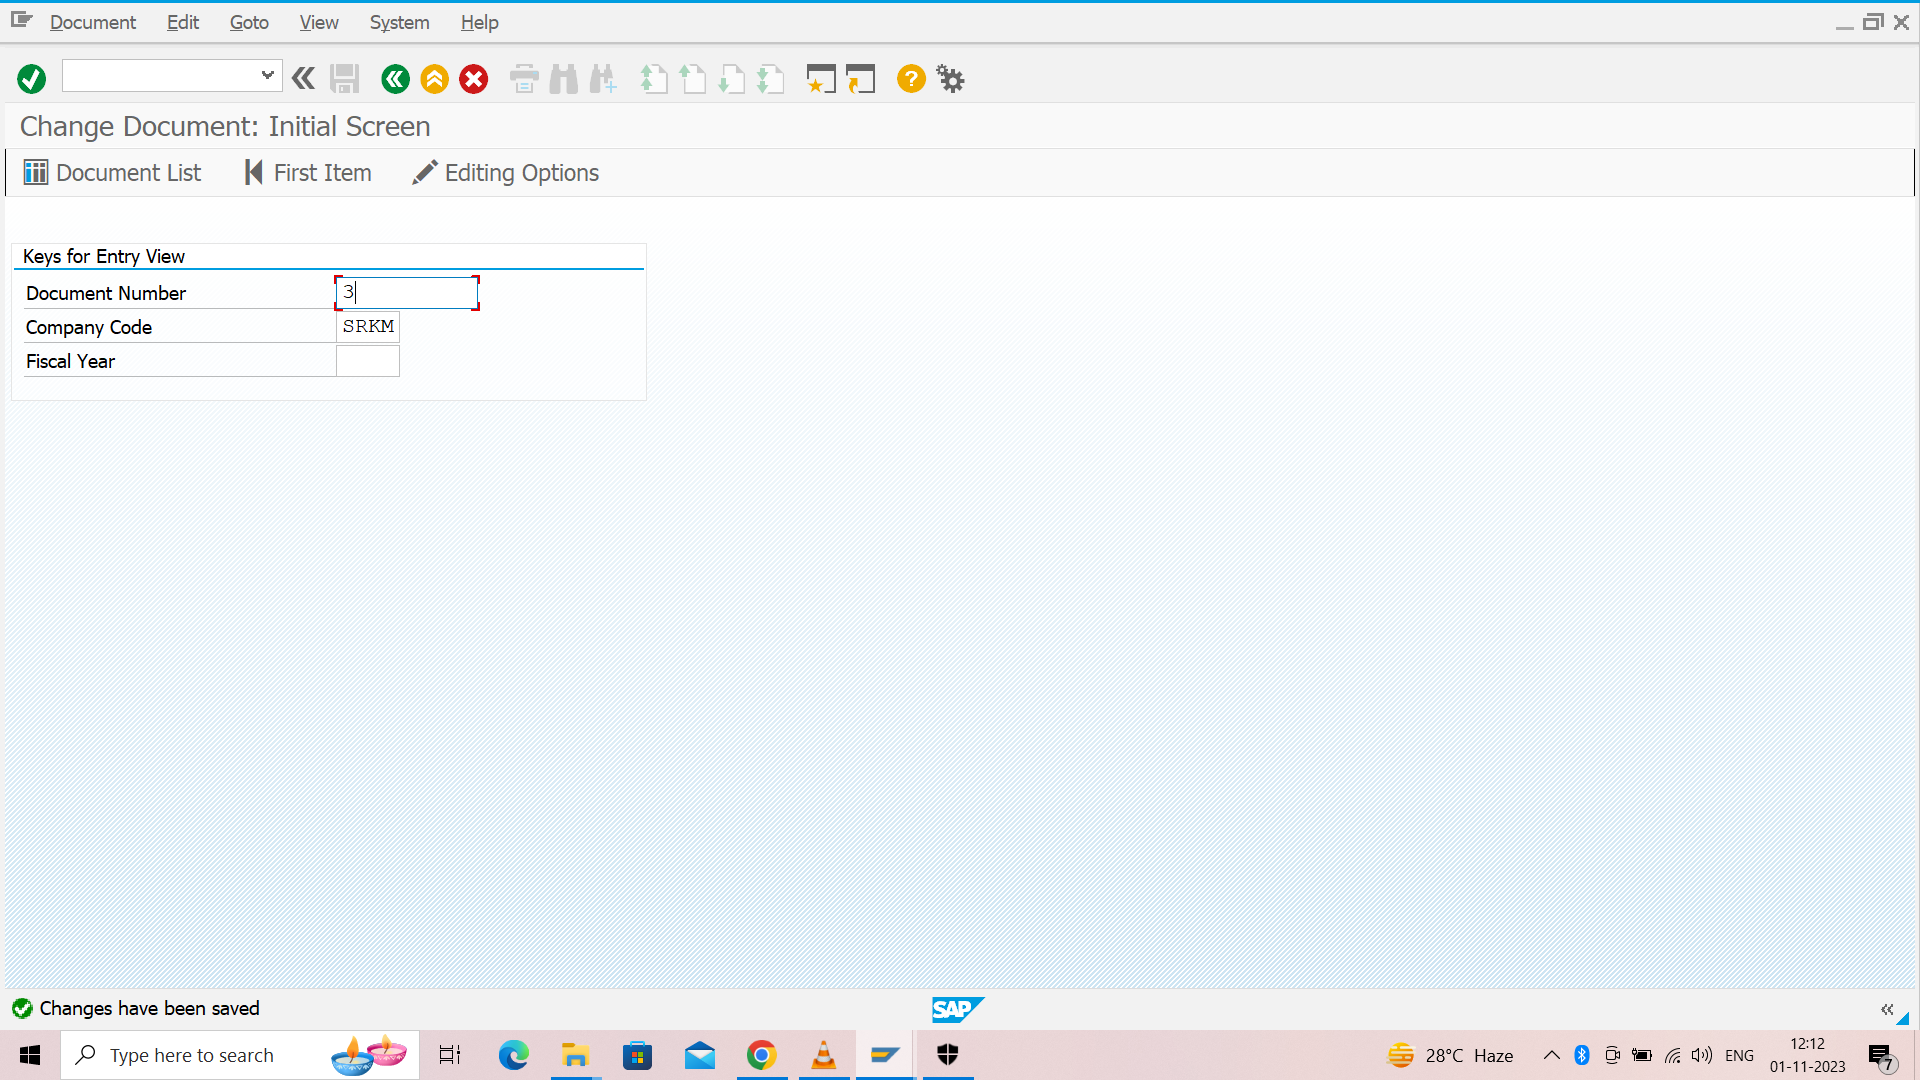 Document Edit Goto View System Help
Change Document: Initial Screen
Document List First Item Editing Options
Keys for Entry View
Document Number 3
Company Code SRKM
Fiscal Year
Changes have been saved
SAP
Type here to search
28°C Haze
ENG
12:12
01-11-2023
7